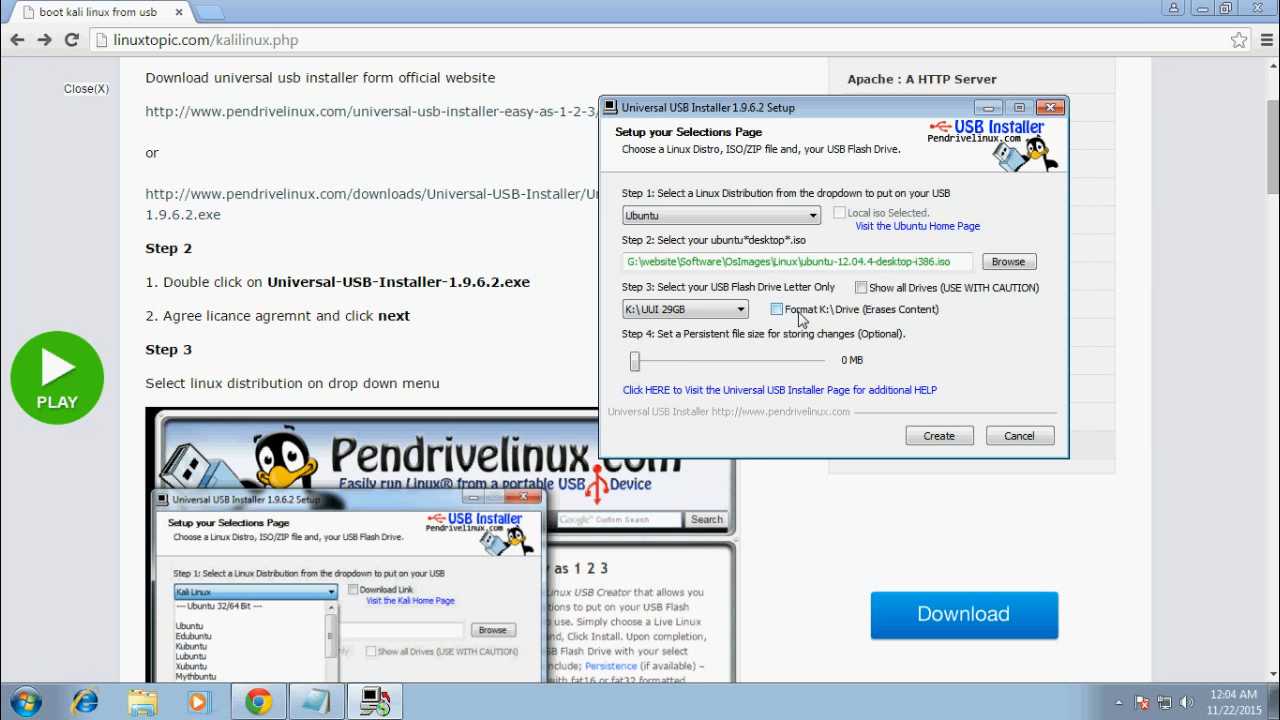 boot kali linux from usb
linuxtopic.com/kalilinux.php
Close(X)
Download universal usb installer form official website
http://www.pendrivelinux.com/universal-usb-installer-easy-as-1-2-3/
or
http://www.pendrivelinux.com/downloads/Universal-USB-Installer/Un
1.9.6.2.exe
Step 2
1. Double click on Universal-USB-Installer-1.9.6.2.exe
2. Agree licance agremnt and click next
Step 3
Select linux distribution on drop down menu
PLAY
Apache : A HTTP Server
Universal USB Installer 1.9.6.2 Setup
Setup your Selections Page
Choose a Linux Distro, ISO/ZIP file and, your USB Flash Drive.
USB Installer
Pendrivelinux.com
Step 1: Select a Linux Distribution from the dropdown to put on your USB
Ubuntu
Local iso Selected.
Visit the Ubuntu Home Page
Step 2: Select your ubuntu*desktop*.iso
G:\website\Software\OsImages\Linux\ubuntu-12.04.4-desktop-i386.iso
Browse
Step 3: Select your USB Flash Drive Letter Only
Show all Drives (USE WITH CAUTION)
K:\UUI 29GB
Format K:\Drive (Erases Content)
Step 4: Set a Persistent file size for storing changes (Optional).
0 MB
Click HERE to Visit the Universal USB Installer Page for additional HELP
Universal USB Installer http://www.pendrivelinux.com
Create
Cancel
Pendrivelinux.com
Easily run Linux® from a portable USB Device
Google™ Custom Search
Search
Universal USB Installer 1.9.6.2 Setup
Setup your Selections Page
Choose a Linux Distro, ISO/ZIP file and, your USB Flash Drive.
USB Installer
Pendrivelinux.com
Step 1: Select a Linux Distribution from the dropdown to put on your USB
Kali Linux
Download Link
Visit the Kali Home Page
--- Ubuntu 32/64 Bit ---
Ubuntu
Edubuntu
Kubuntu
Lubuntu
Xubuntu
Mythbuntu
Browse
Show all Drives (USE WITH CAUTION)
as 1 2 3
inux USB Creator that allows you
tions to put on your USB Flash
use. Simply choose a Live Linux
and, Click Install. Upon completion,
SB Flash Drive with your select
clude; Persistence (if available) –
with fat16 or fat32 formatted
Download
12:04 AM
11/22/2015